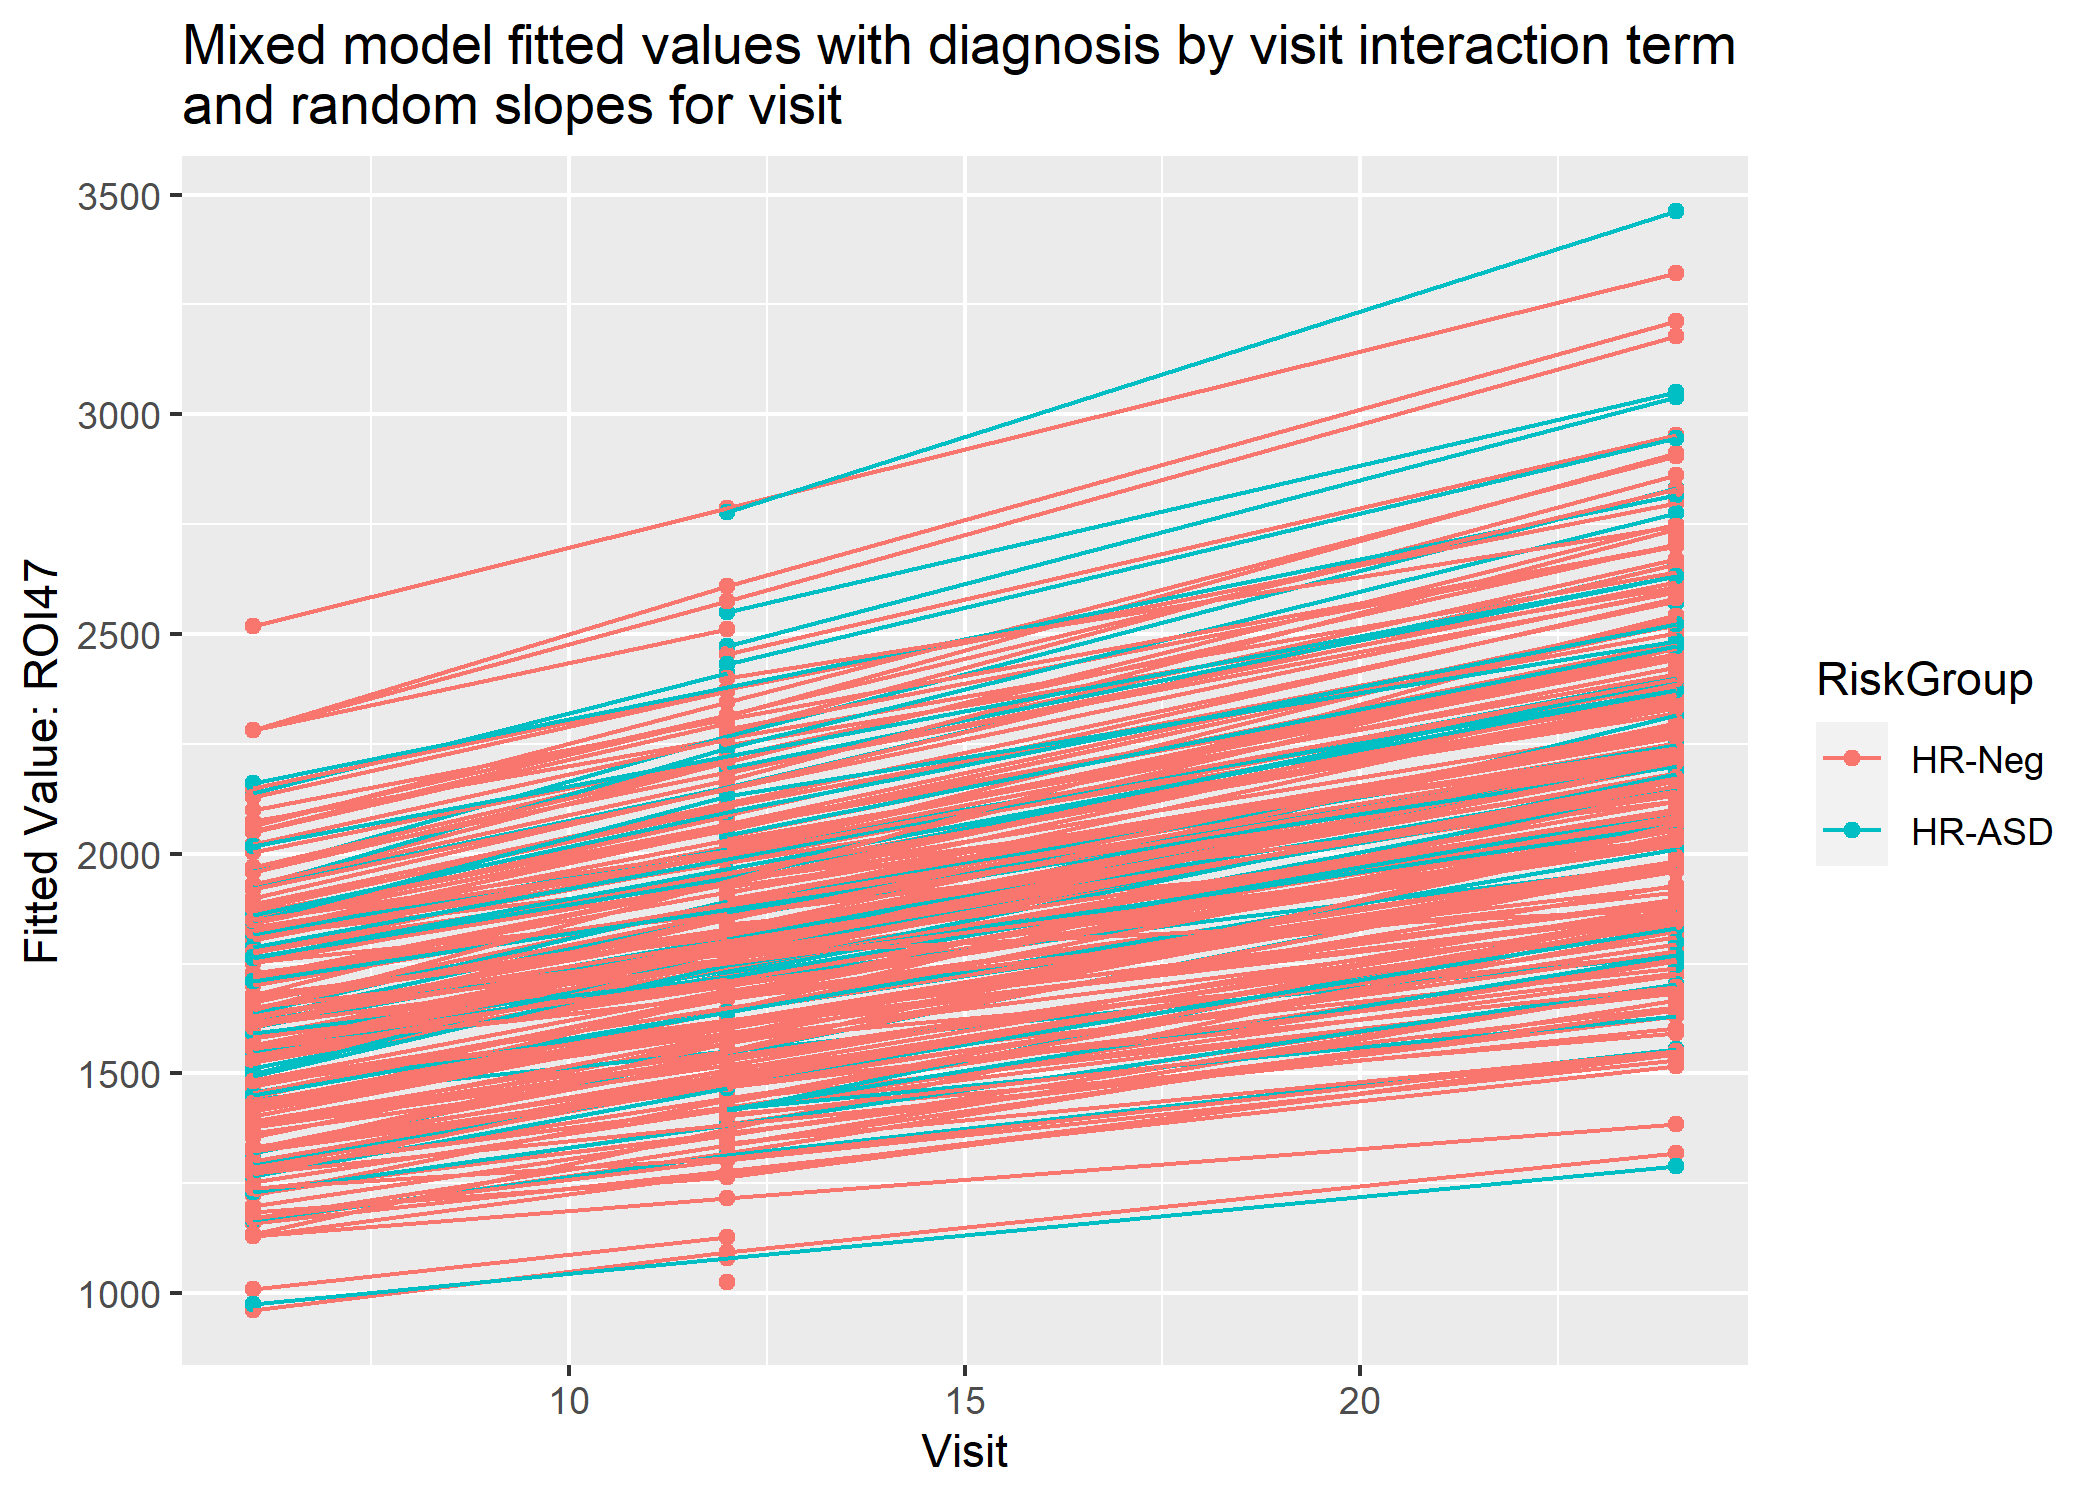 Mixed model fitted values with diagnosis by visit interaction term
and random slopes for visit
3500
3000
2500
2000
1500
1000
Fittted Value: ROI47
10
15
20
Visit
RiskGroup
HR-Neg
HR-ASD